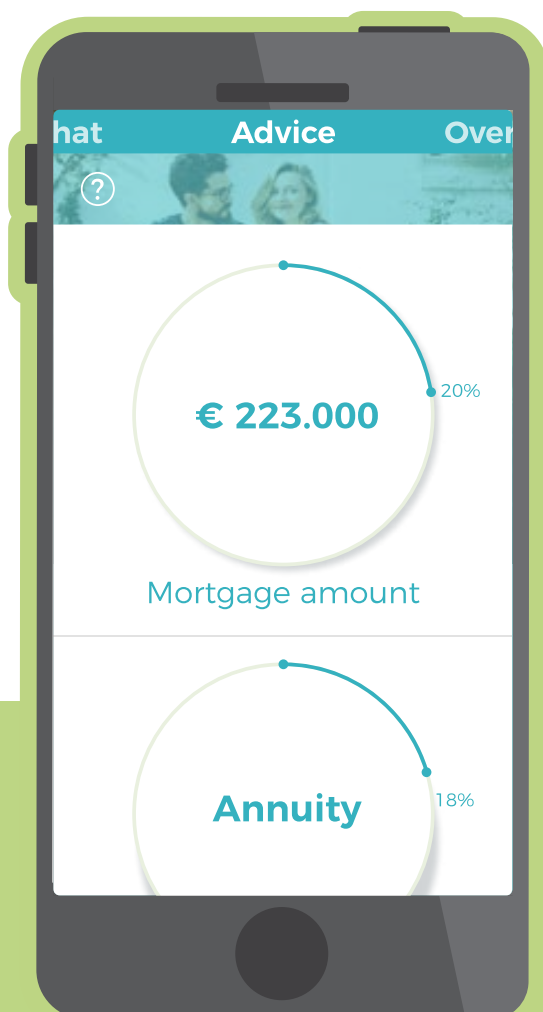 hat Advice Over
?
20%
€ 223.000
Mortgage amount
18%
Annuity